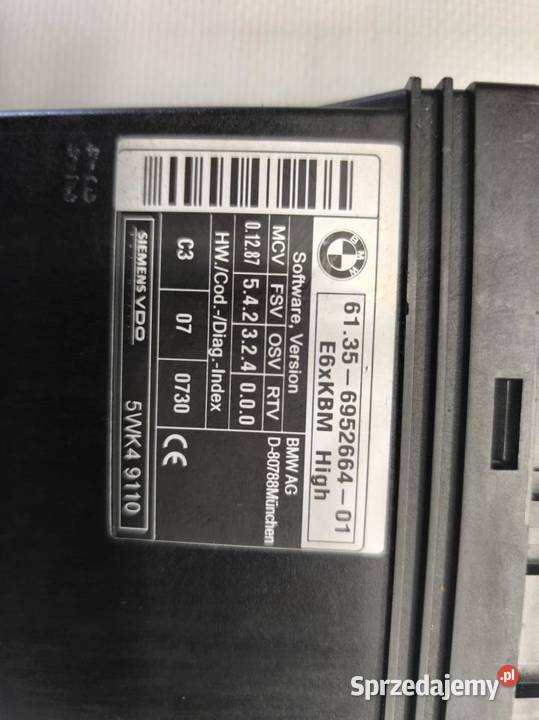 BMW
61.35-6952664-01
E6xKBM High
Software, Version
MCV FSV OSV RTV
0.12.87 5.4.2 3.2.4 0.0.0
HW./Cod.-/Diag.-Index
C3 07 0730
BMW AG
D-80788München
CE
SIEMENS VDO
5WK4 9110
Sprzedajemy.pl